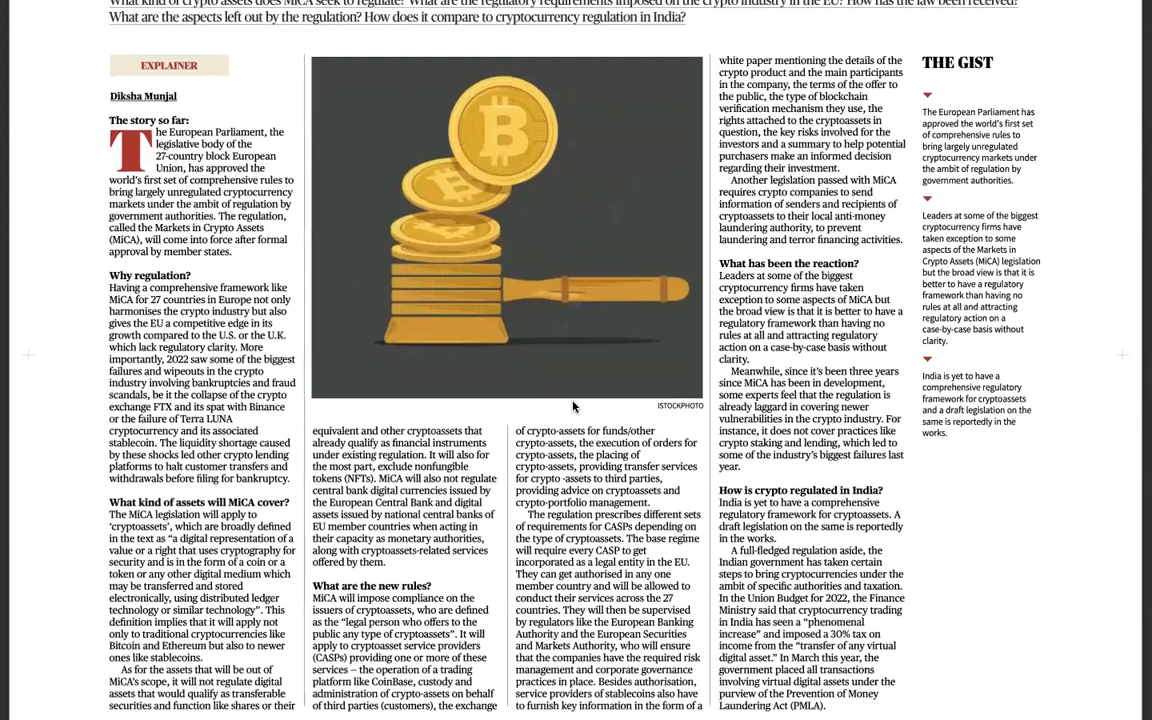 What kind of crypto assets does MiCA seek to regulate? What are the regulatory requirements imposed on the crypto industry in the EU? How has the law been received?
What are the aspects left out by the regulation? How does it compare to cryptocurrency regulation in India?
EXPLAINER
Diksha Munjal
The story so far:
The European Parliament, the
legislative body of the
27-country block European
Union, has approved the
world's first set of comprehensive rules to
bring largely unregulated cryptocurrency
markets under the ambit of regulation by
government authorities. The regulation,
called the Markets in Crypto Assets
(MiCA), will come into force after formal
approval by member states.
Why regulation?
Having a comprehensive framework like
MiCA for 27 countries in Europe not only
harmonises the crypto industry but also
gives the EU a competitive edge in its
growth compared to the U.S. or the U.K.
which lack regulatory clarity. More
importantly, 2022 saw some of the biggest
failures and wipeouts in the crypto
industry involving bankruptcies and fraud
scandals, be it the collapse of the crypto
exchange FTX and its spat with Binance
or the failure of Terra LUNA
cryptocurrency and its associated
stablecoin. The liquidity shortage caused
by these shocks led other crypto lending
platforms to halt customer transfers and
withdrawals before filing for bankruptcy.
What kind of assets will MiCA cover?
The MiCA legislation will apply to
'cryptoassets', which are broadly defined
in the text as "a digital representation of a
value or a right that uses cryptography for
security and is in the form of a coin or a
token or any other digital medium which
may be transferred and stored
electronically, using distributed ledger
technology or similar technology". This
definition implies that it will apply not
only to traditional cryptocurrencies like
Bitcoin and Ethereum but also to newer
ones like stablecoins.
As for the assets that will be out of
MiCA's scope, it will not regulate digital
assets that would qualify as transferable
securities and function like shares or their
ISTOCKPHOTO
equivalent and other cryptoassets that
already qualify as financial instruments
under existing regulation. It will also for
the most part, exclude nonfungible
tokens (NFTs). MiCA will also not regulate
central bank digital currencies issued by
the European Central Bank and digital
assets issued by national central banks of
EU member countries when acting in
their capacity as monetary authorities,
along with cryptoassets-related services
offered by them.
What are the new rules?
MiCA will impose compliance on the
issuers of cryptoassets, who are defined
as the "legal person who offers to the
public any type of cryptoassets". It will
apply to cryptoasset service providers
(CASPs) providing one or more of these
services – the operation of a trading
platform like CoinBase, custody and
administration of crypto-assets on behalf
of third parties (customers), the exchange
of crypto-assets for funds/other
crypto-assets, the execution of orders for
crypto-assets, the placing of
crypto-assets, providing transfer services
for crypto -assets to third parties,
providing advice on cryptoassets and
crypto-portfolio management.
The regulation prescribes different sets
of requirements for CASPs depending on
the type of cryptoassets. The base regime
will require every CASP to get
incorporated as a legal entity in the EU.
They can get authorised in any one
member country and will be allowed to
conduct their services across the 27
countries. They will then be supervised
by regulators like the European Banking
Authority and the European Securities
and Markets Authority, who will ensure
that the companies have the required risk
management and corporate governance
practices in place. Besides authorisation,
service providers of stablecoins also have
to furnish key information in the form of a
white paper mentioning the details of the
crypto product and the main participants
in the company, the terms of the offer to
the public, the type of blockchain
verification mechanism they use, the
rights attached to the cryptoassets in
question, the key risks involved for the
investors and a summary to help potential
purchasers make an informed decision
regarding their investment.
Another legislation passed with MiCA
requires crypto companies to send
information of senders and recipients of
cryptoassets to their local anti-money
laundering authority, to prevent
laundering and terror financing activities.
What has been the reaction?
Leaders at some of the biggest
cryptocurrency firms have taken
exception to some aspects of MiCA but
the broad view is that it is better to have a
regulatory framework than having no
rules at all and attracting regulatory
action on a case-by-case basis without
clarity.
Meanwhile, since it's been three years
since MiCA has been in development,
some experts feel that the regulation is
already laggard in covering newer
vulnerabilities in the crypto industry. For
instance, it does not cover practices like
crypto staking and lending, which led to
some of the industry's biggest failures last
year.
How is crypto regulated in India?
India is yet to have a comprehensive
regulatory framework for cryptoassets. A
draft legislation on the same is reportedly
in the works.
A full-fledged regulation aside, the
Indian government has taken certain
steps to bring cryptocurrencies under the
ambit of specific authorities and taxation.
In the Union Budget for 2022, the Finance
Ministry said that cryptocurrency trading
in India has seen a "phenomenal
increase" and imposed a 30% tax on
income from the "transfer of any virtual
digital asset." In March this year, the
government placed all transactions
involving virtual digital assets under the
purview of the Prevention of Money
Laundering Act (PMLA).
THE GIST
The European Parliament has
approved the world's first set
of comprehensive rules to
bring largely unregulated
cryptocurrency markets under
the ambit of regulation by
government authorities.
Leaders at some of the biggest
cryptocurrency firms have
taken exception to some
aspects of the Markets in
Crypto Assets (MiCA) legislation
but the broad view is that it is
better to have a regulatory
framework than having no
rules at all and attracting
regulatory action on a
case-by-case basis without
clarity.
India is yet to have a
comprehensive regulatory
framework for cryptoassets
and a draft legislation on the
same is reportedly in the
works.